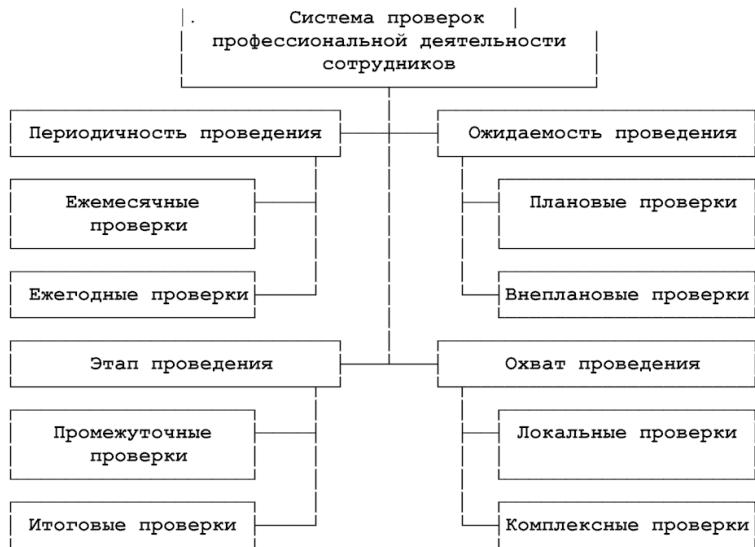 Система проверок
профессиональной деятельности
сотрудников
Периодичность проведения
Ожидаемость проведения
Ежемесячные
проверки
Плановые проверки
Ежегодные проверки
Внеплановые проверки
Этап проведения
Охват проведения
Промежуточные
проверки
Локальные проверки
Итоговые проверки
Комплексные проверки